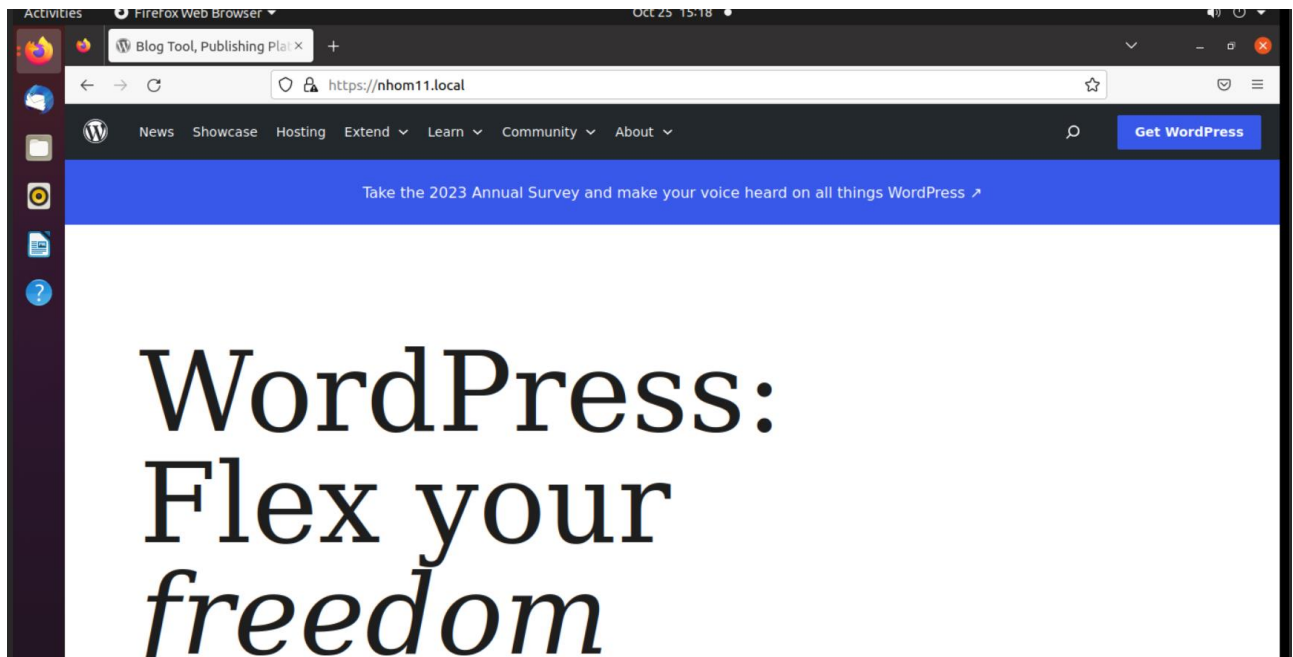 Activities Firefox Web Browser Oct 25 15:18
Blog Tool, Publishing Plat
https://nhom11.local
News Showcase Hosting Extend Learn Community About Get WordPress
Take the 2023 Annual Survey and make your voice heard on all things WordPress ↗
WordPress:
Flex your
freedom